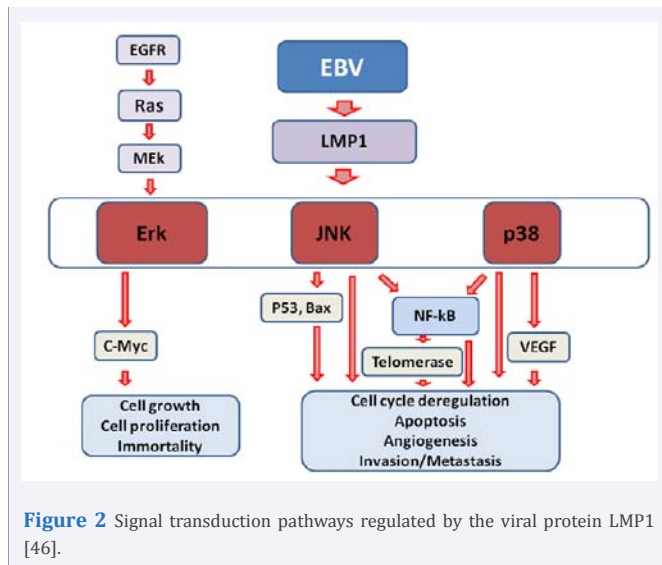 EGFR
EBV
Ras
LMP1
MEk
Erk
JNK
p38
P53, Bax
NF-kB
C-Myc
Telomerase
VEGF
Cell growth
Cell proliferation
Immortality
Cell cycle deregulation
Apoptosis
Angiogenesis
Invasion/Metastasis
Figure 2 Signal transduction pathways regulated by the viral protein LMP1
[46].